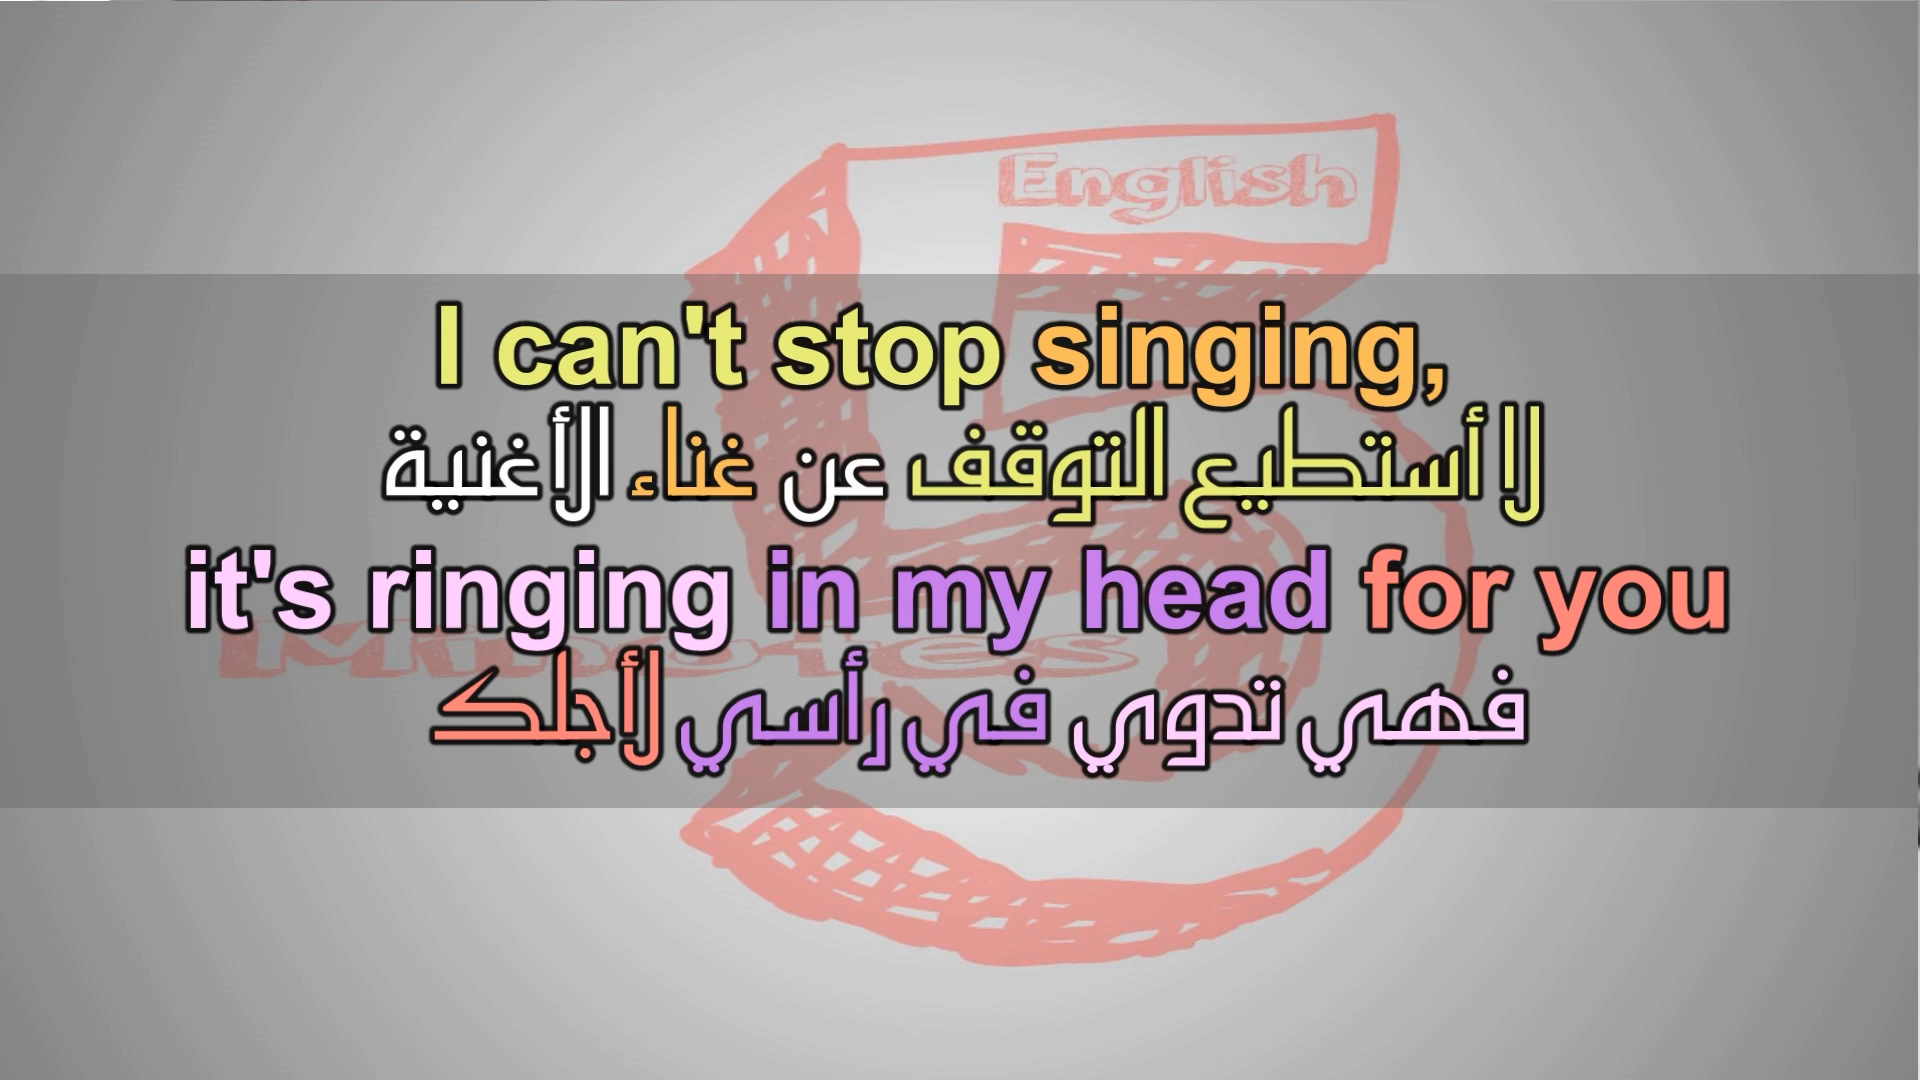 English
I can't stop singing,
لا أستطيع التوقف عن غناء الأغنية
it's ringing in my head for you
Minutes
فهي تدوي في رأسي لأجلك